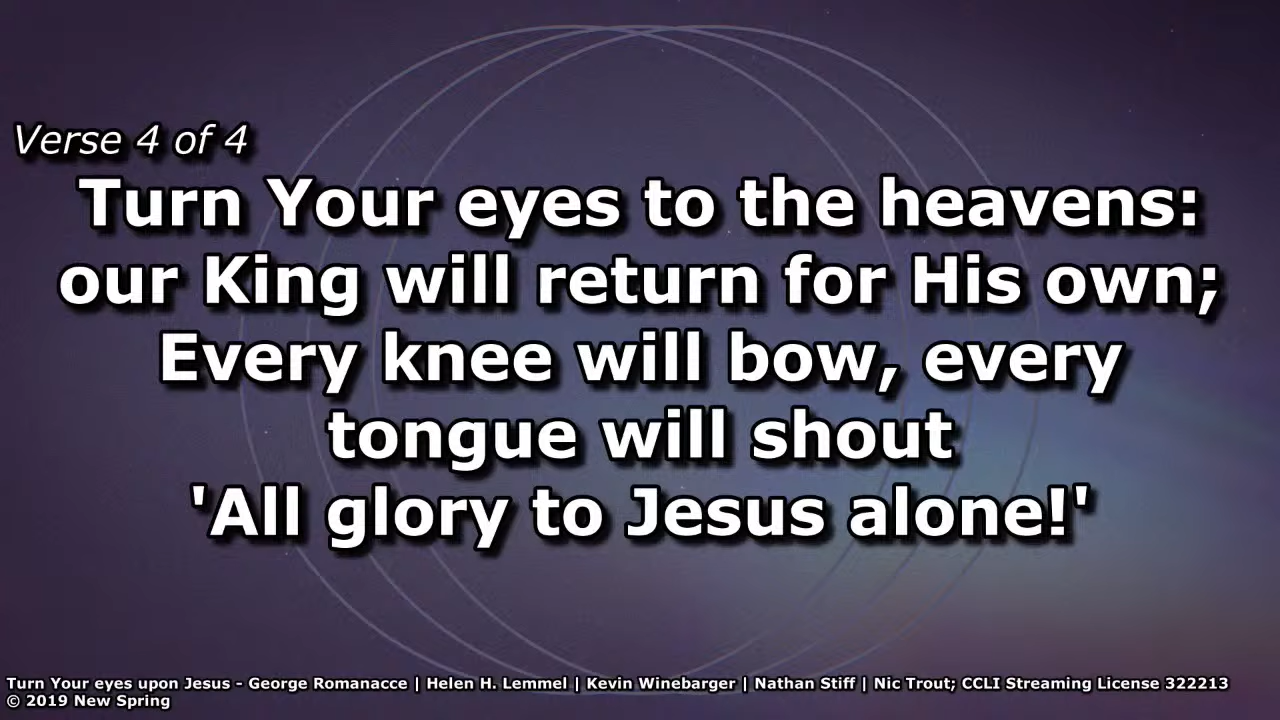 Verse 4 of 4
Turn Your eyes to the heavens:
our King will return for His own;
Every knee will bow, every
tongue will shout
'All glory to Jesus alone!'
Turn Your eyes upon Jesus - George Romanacce | Helen H. Lemmel | Kevin Winebarger | Nathan Stiff | Nic Trout; CCLI Streaming License 322213
© 2019 New Spring